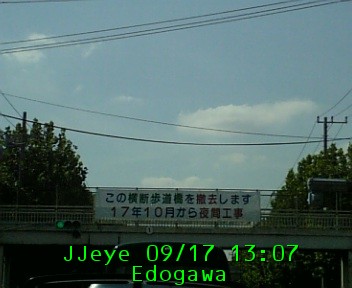 この横断歩道橋を撤去します
17年10月から夜間工事
JJeye 09/17 13:07
Edogawa